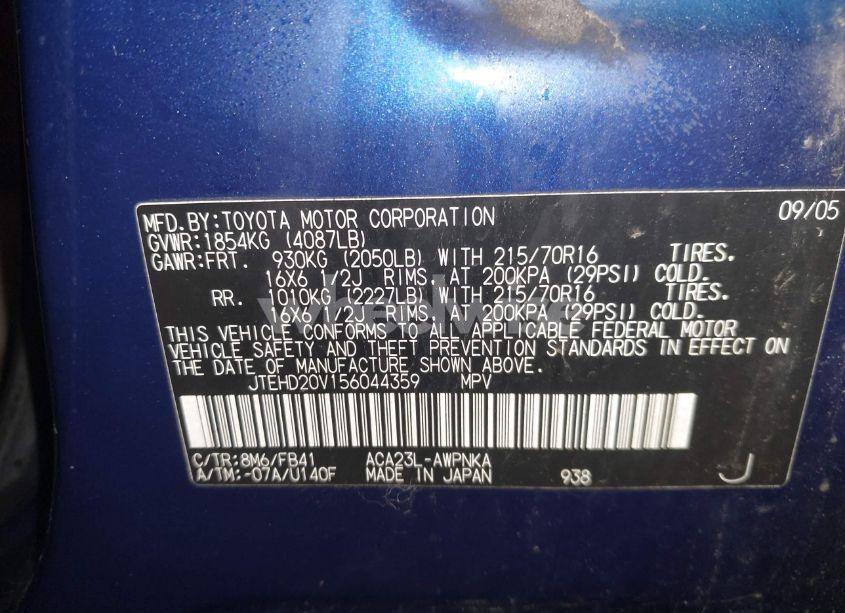 MFD.BY:TOYOTA MOTOR CORPORATION 09/05
GVWR:1854KG (4087LB)
GAWR:FRT. 930KG (2050LB) WITH 215/70R16 TIRES.
16X6 1/2J RIMS. AT 200KPA (29PSI) COLD.
RR. 1010KG (2227LB) WITH 215/70R16 TIRES.
16X6 1/2J RIMS. AT 200KPA (29PSI) COLD.
THIS VEHICLE CONFORMS TO ALL APPLICABLE FEDERAL MOTOR
VEHICLE SAFETY AND THEFT PREVENTION STANDARDS IN EFFECT ON
THE DATE OF MANUFACTURE SHOWN ABOVE.
JTEHD20V156044359 MPV
C/TR:8M6/FB41 ACA23L-AWPNKA
A/TM:-07A/U140F MADE IN JAPAN 938 J